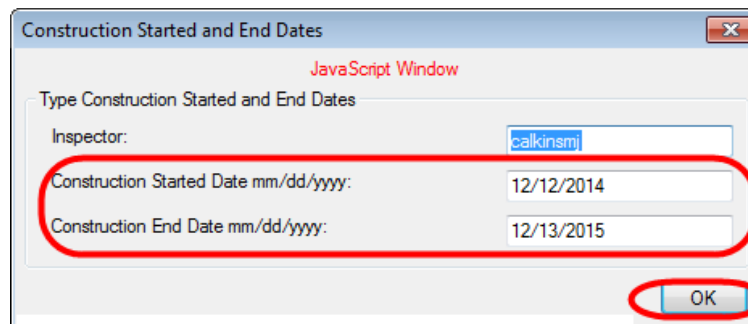 Construction Started and End Dates
JavaScript Window
Type Construction Started and End Dates
Inspector: calkinsmj
Construction Started Date mm/dd/yyyy: 12/12/2014
Construction End Date mm/dd/yyyy: 12/13/2015
OK